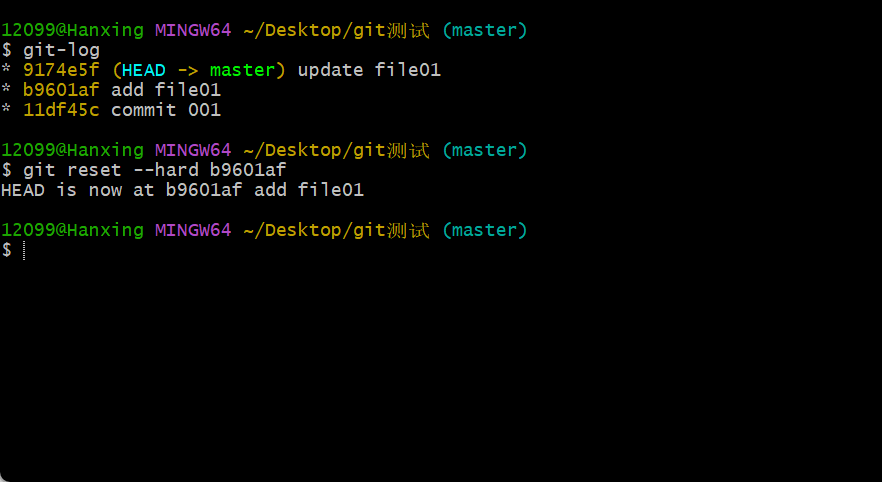 12099@Hanxing MINGW64 ~/Desktop/git测试 (master)
$ git-log
* 9174e5f (HEAD -> master) update file01
* b9601af add file01
* 11df45c commit 001
12099@Hanxing MINGW64 ~/Desktop/git测试 (master)
$ git reset --hard b9601af
HEAD is now at b9601af add file01
12099@Hanxing MINGW64 ~/Desktop/git测试 (master)
$